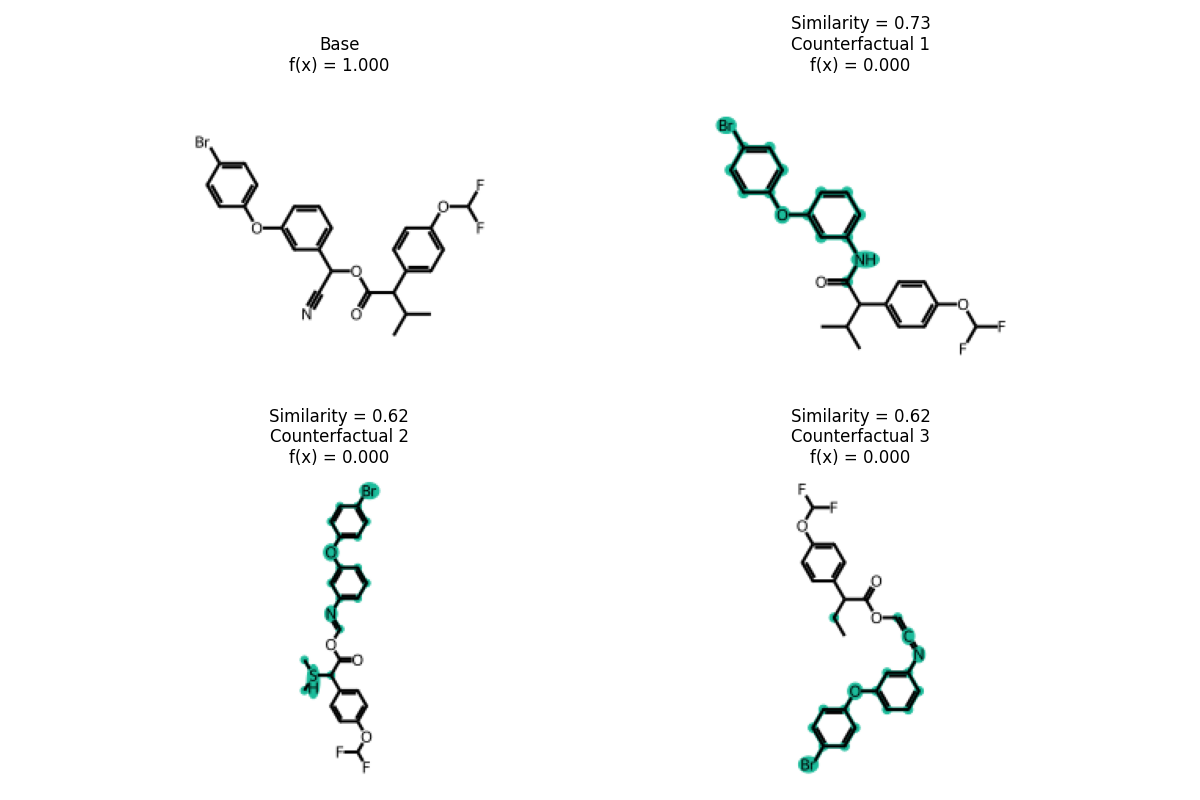 Base
f(x) = 1.000
Br
O
N
O
O
O
F
F
Similarity = 0.73
Counterfactual 1
f(x) = 0.000
Br
O
NH
O
O
F
F
Similarity = 0.62
Counterfactual 2
f(x) = 0.000
Br
O
N
O
O
S
H
O
F
F
Similarity = 0.62
Counterfactual 3
f(x) = 0.000
F
F
O
O
O
C
N
O
Br